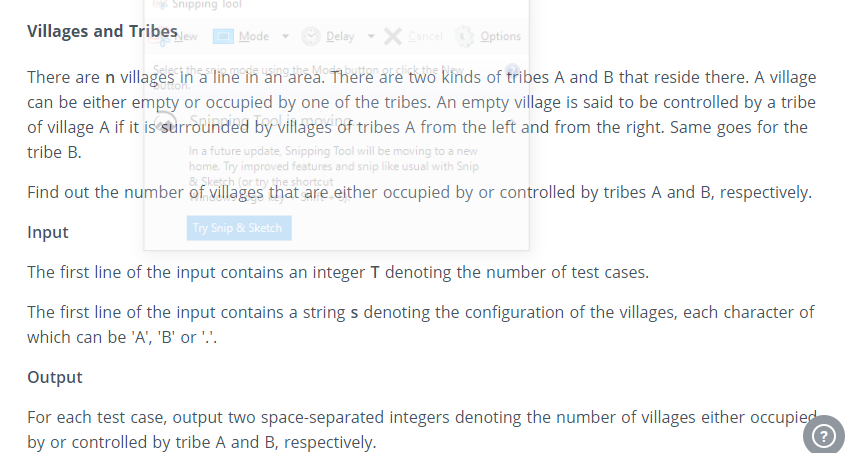 Snipping Tool
Villages and Tribes
New Mode Delay Cancel Options
Select the snip mode using the Mode button or click the New
button.
There are n villages in a line in an area. There are two kinds of tribes A and B that reside there. A village
can be either empty or occupied by one of the tribes. An empty village is said to be controlled by a tribe
of village A if it is surrounded by villages of tribes A from the left and from the right. Same goes for the
tribe B.
Snipping Tool is moving...
In a future update, Snipping Tool will be moving to a new
home. Try improved features and snip like usual with Snip
& Sketch (or try the shortcut
Find out the number of villages that are either occupied by or controlled by tribes A and B, respectively.
Try Snip & Sketch
Input
The first line of the input contains an integer T denoting the number of test cases.
The first line of the input contains a string s denoting the configuration of the villages, each character of
which can be 'A', 'B' or '.'.
Output
For each test case, output two space-separated integers denoting the number of villages either occupied
by or controlled by tribe A and B, respectively.
?